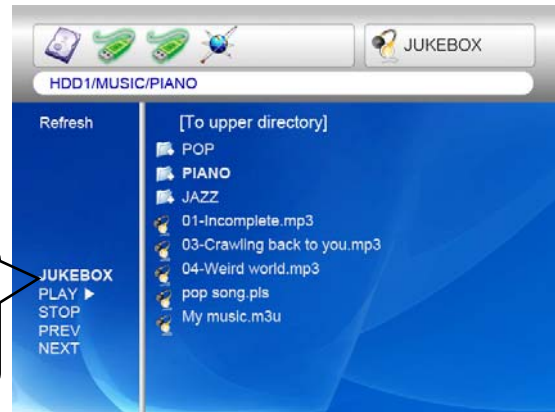 JUKEBOX
HDD1/MUSIC/PIANO
Refresh
JUKEBOX
PLAY
STOP
PREV
NEXT
[To upper directory]
POP
PIANO
JAZZ
01-Incomplete.mp3
03-Crawling back to you.mp3
04-Weird world.mp3
pop song.pls
My music.m3u